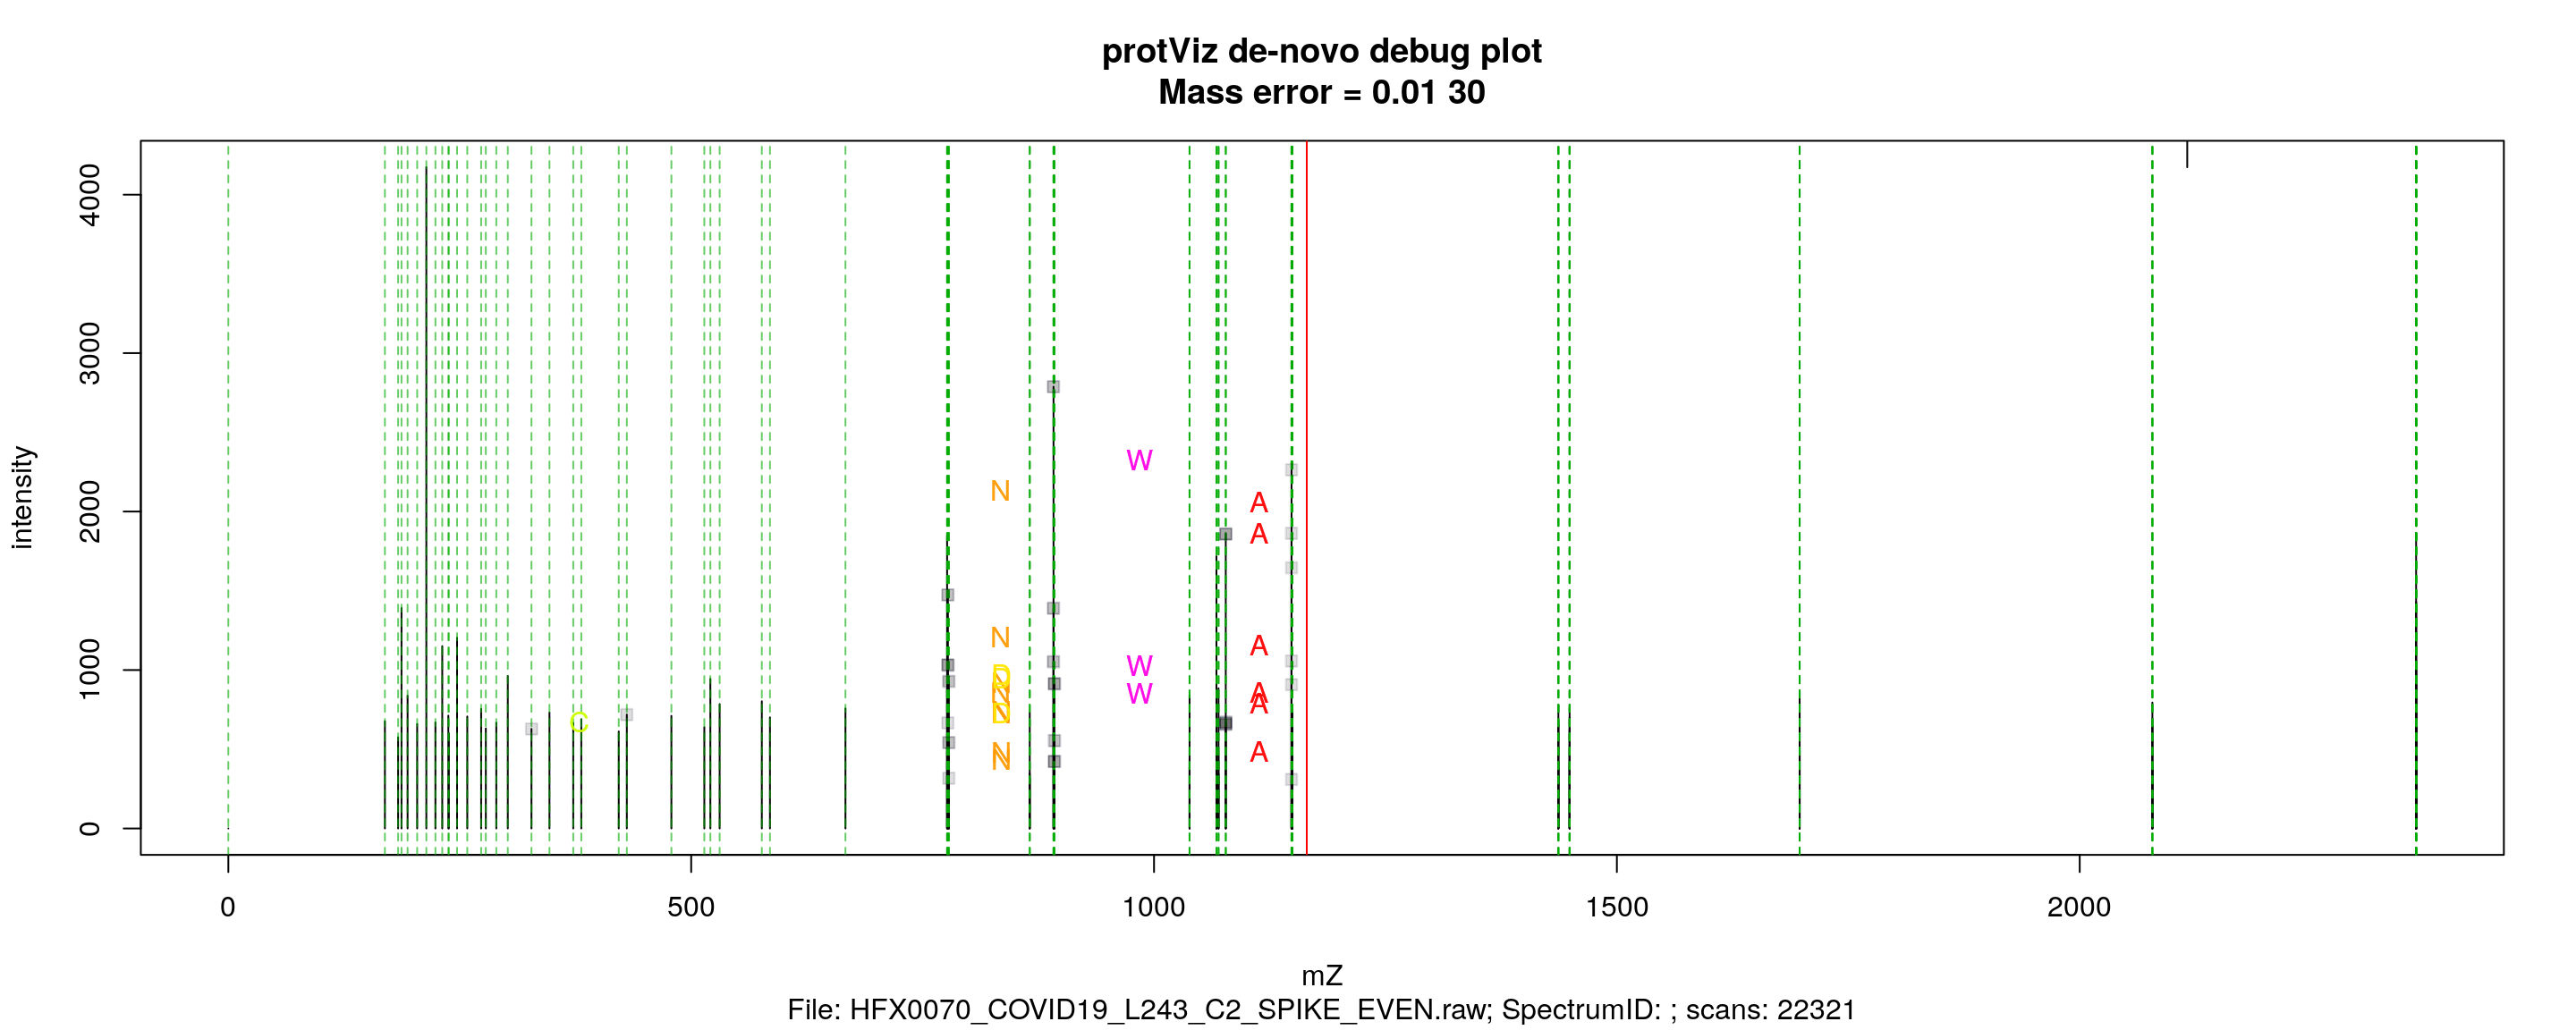 protViz de-novo debug plot
Mass error = 0.01 30
4000
3000
2000
1000
0
intensity
N
W
A
A
N
A
D
D
W
N
N
W
A
A
C
D
N
N
A
0 500 1000 1500 2000
mZ
File: HFX0070_COVID19_L243_C2_SPIKE_EVEN.raw; SpectrumID: ; scans: 22321